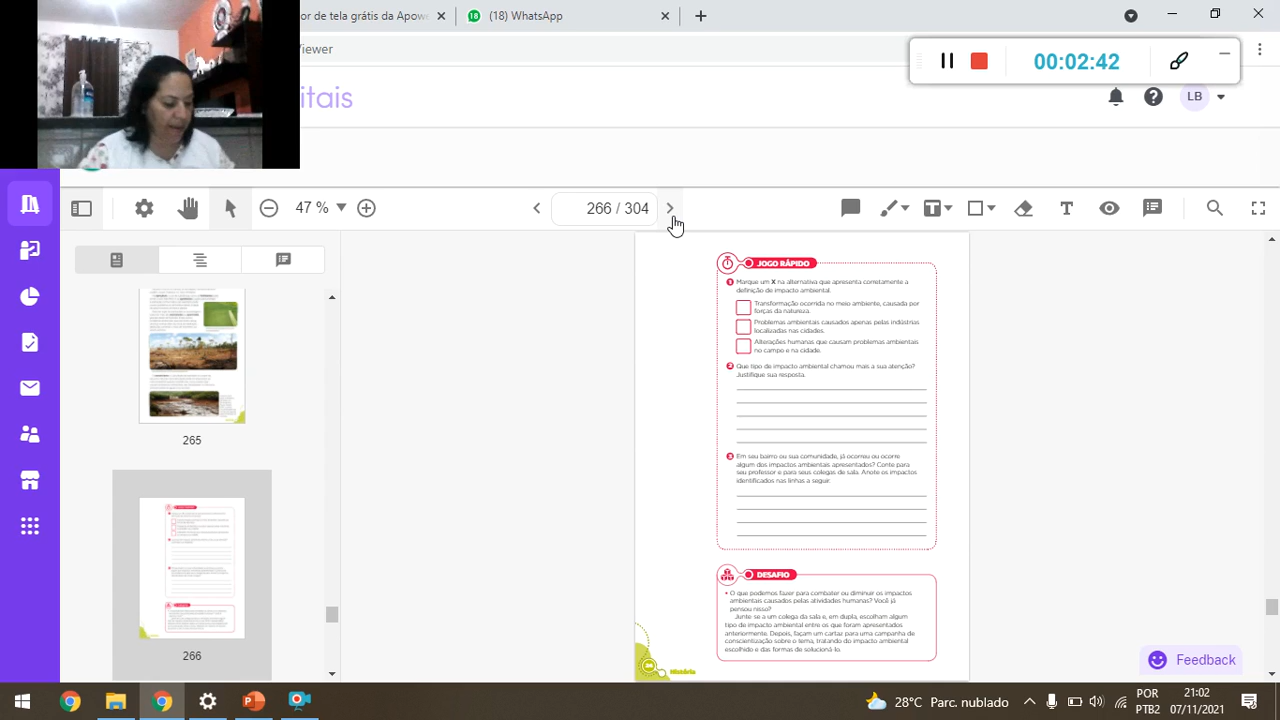 or de tela grátis da Apowe
(18) WhatsApp
iewer
00:02:42
itais
LB
47 %
266 / 304
265
266
JOGO RÁPIDO
1 Marque um X na alternativa que apresenta corretamente a
definição de impacto ambiental.
Transformação ocorrida no meio ambiente, causada por
forças da natureza.
Problemas ambientais causados apenas pelas indústrias
localizadas nas cidades.
Alterações humanas que causam problemas ambientais
no campo e na cidade.
2 Que tipo de impacto ambiental chamou mais a sua atenção?
Justifique sua resposta.
3 Em seu bairro ou sua comunidade, já ocorreu ou ocorre
algum dos impactos ambientais apresentados? Conte para
seu professor e para seus colegas de sala. Anote os impactos
identificados nas linhas a seguir.
DESAFIO
• O que podemos fazer para combater ou diminuir os impactos
ambientais causados pelas atividades humanas? Você já
pensou nisso?
Junte-se a um colega da sala e, em dupla, escolham algum
tipo de impacto ambiental entre os que foram apresentados
anteriormente. Depois, façam um cartaz para uma campanha de
conscientização sobre o tema, tratando do impacto ambiental
escolhido e das formas de solucioná-lo.
História
Feedback
28°C Parc. nublado
POR
PTB2
21:02
07/11/2021